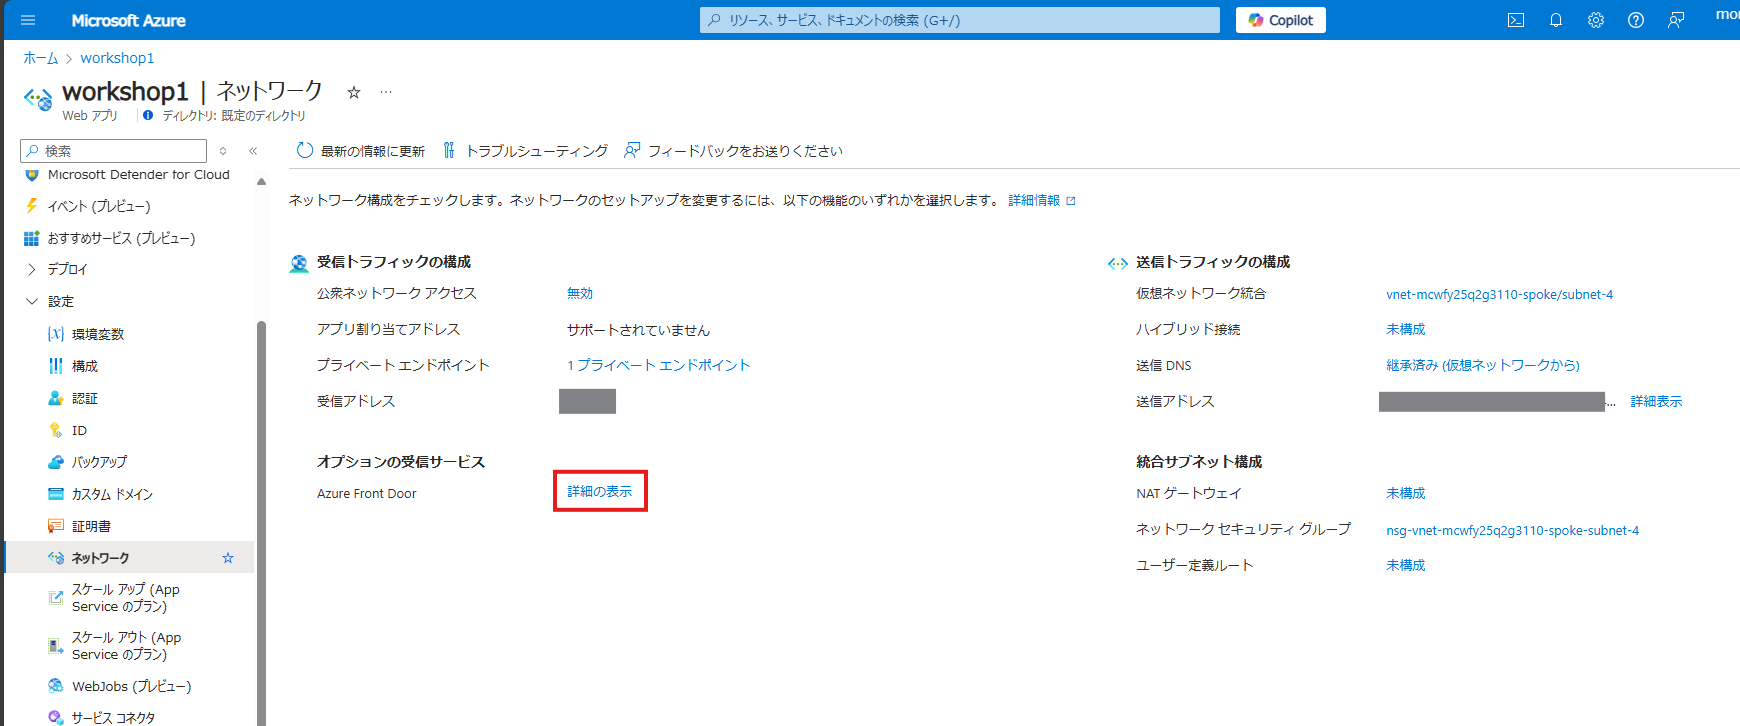 Microsoft Azure
リソース、サービス、ドキュメントの検索 (G+/)
Copilot
ホーム > workshop1
workshop1 | ネットワーク
Web アプリ
ディレクトリ: 既定のディレクトリ
検索
最新の情報に更新
トラブルシューティング
フィードバックをお送りください
Microsoft Defender for Cloud
イベント (プレビュー)
おすすめサービス (プレビュー)
デプロイ
設定
環境変数
構成
認証
ID
バックアップ
カスタム ドメイン
証明書
ネットワーク
スケール アップ (App
Service のプラン)
スケール アウト (App
Service のプラン)
WebJobs (プレビュー)
サービス コネクタ
ネットワーク構成をチェックします。ネットワークのセットアップを変更するには、以下の機能のいずれかを選択します。 詳細情報
受信トラフィックの構成
公衆ネットワーク アクセス 無効
アプリ割り当てアドレス サポートされていません
プライベート エンドポイント 1 プライベート エンドポイント
受信アドレス
オプションの受信サービス
Azure Front Door 詳細の表示
送信トラフィックの構成
仮想ネットワーク統合 vnet-mcwfy25q2g3110-spoke/subnet-4
ハイブリッド接続 未構成
送信 DNS 継承済み (仮想ネットワークから)
送信アドレス ... 詳細表示
統合サブネット構成
NAT ゲートウェイ 未構成
ネットワーク セキュリティ グループ nsg-vnet-mcwfy25q2g3110-spoke-subnet-4
ユーザー定義ルート 未構成